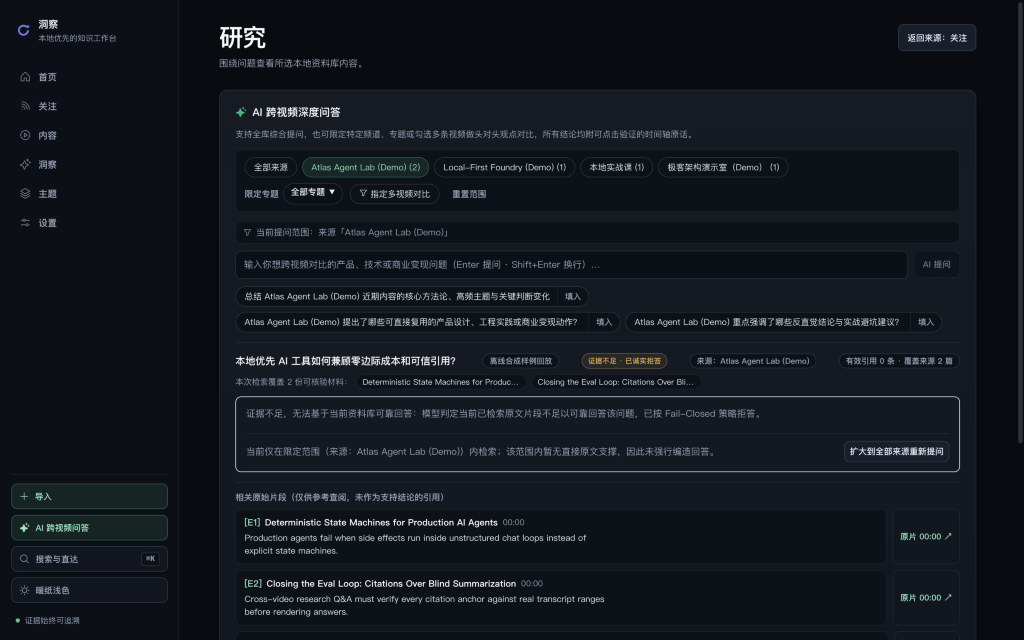 洞察
本地优先的知识工作台
首页
关注
内容
洞察
主题
设置
导入
AI 跨视频问答
搜索与直达
⌘K
暖纸浅色
证据始终可追溯
研究
围绕问题查看所选本地资料库内容。
返回来源：关注
AI 跨视频深度问答
支持全库综合提问，也可限定特定频道、专题或勾选多条视频做头对头观点对比，所有结论均附可点击验证的时间轴原话。
全部来源
Atlas Agent Lab (Demo) (2)
Local-First Foundry (Demo) (1)
本地实战课 (1)
极客架构演示室（Demo） (1)
限定专题
全部专题 ▼
指定多视频对比
重置范围
当前提问范围：来源「Atlas Agent Lab (Demo)」
输入你想跨视频对比的产品、技术或商业变现问题（Enter 提问 · Shift+Enter 换行）...
AI 提问
总结 Atlas Agent Lab (Demo) 近期内容的核心方法论、高频主题与关键判断变化
填入
Atlas Agent Lab (Demo) 提出了哪些可直接复用的产品设计、工程实践或商业变现动作？
填入
Atlas Agent Lab (Demo) 重点强调了哪些反直觉结论与实战避坑建议？
填入
本地优先 AI 工具如何兼顾零边际成本和可信引用？
离线合成样例回放
证据不足 · 已诚实拒答
来源：Atlas Agent Lab (Demo)
有效引用 0 条 · 覆盖来源 2 篇
本次检索覆盖 2 份可核验材料：
Deterministic State Machines for Produc...
Closing the Eval Loop: Citations Over Bli...
证据不足，无法基于当前资料库可靠回答：模型判定当前已检索原文片段不足以可靠回答该问题，已按 Fail-Closed 策略拒答。
当前仅在限定范围（来源：Atlas Agent Lab (Demo)）内检索；该范围内暂无直接原文支撑，因此未强行编造回答。
扩大到全部来源重新提问
相关原始片段（仅供参考查阅，未作为支持结论的引用）
[E1] Deterministic State Machines for Production AI Agents 00:00
Production agents fail when side effects run inside unstructured chat loops instead of
explicit state machines.
原片 00:00 ↗
[E2] Closing the Eval Loop: Citations Over Blind Summarization 00:00
Cross-video research Q&A must verify every citation anchor against real transcript ranges
before rendering answers.
原片 00:00 ↗